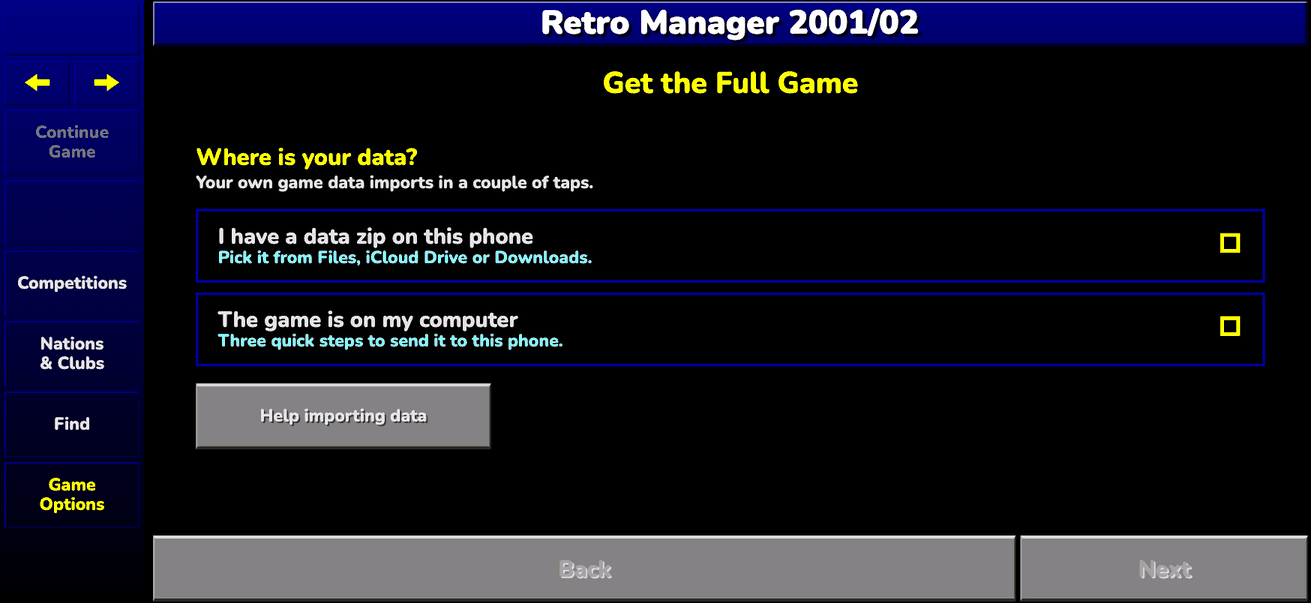 Retro Manager 2001/02
Get the Full Game
Continue
Game
Competitions
Nations
& Clubs
Find
Game
Options
Where is your data?
Your own game data imports in a couple of taps.
I have a data zip on this phone
Pick it from Files, iCloud Drive or Downloads.
The game is on my computer
Three quick steps to send it to this phone.
Help importing data
Back
Next